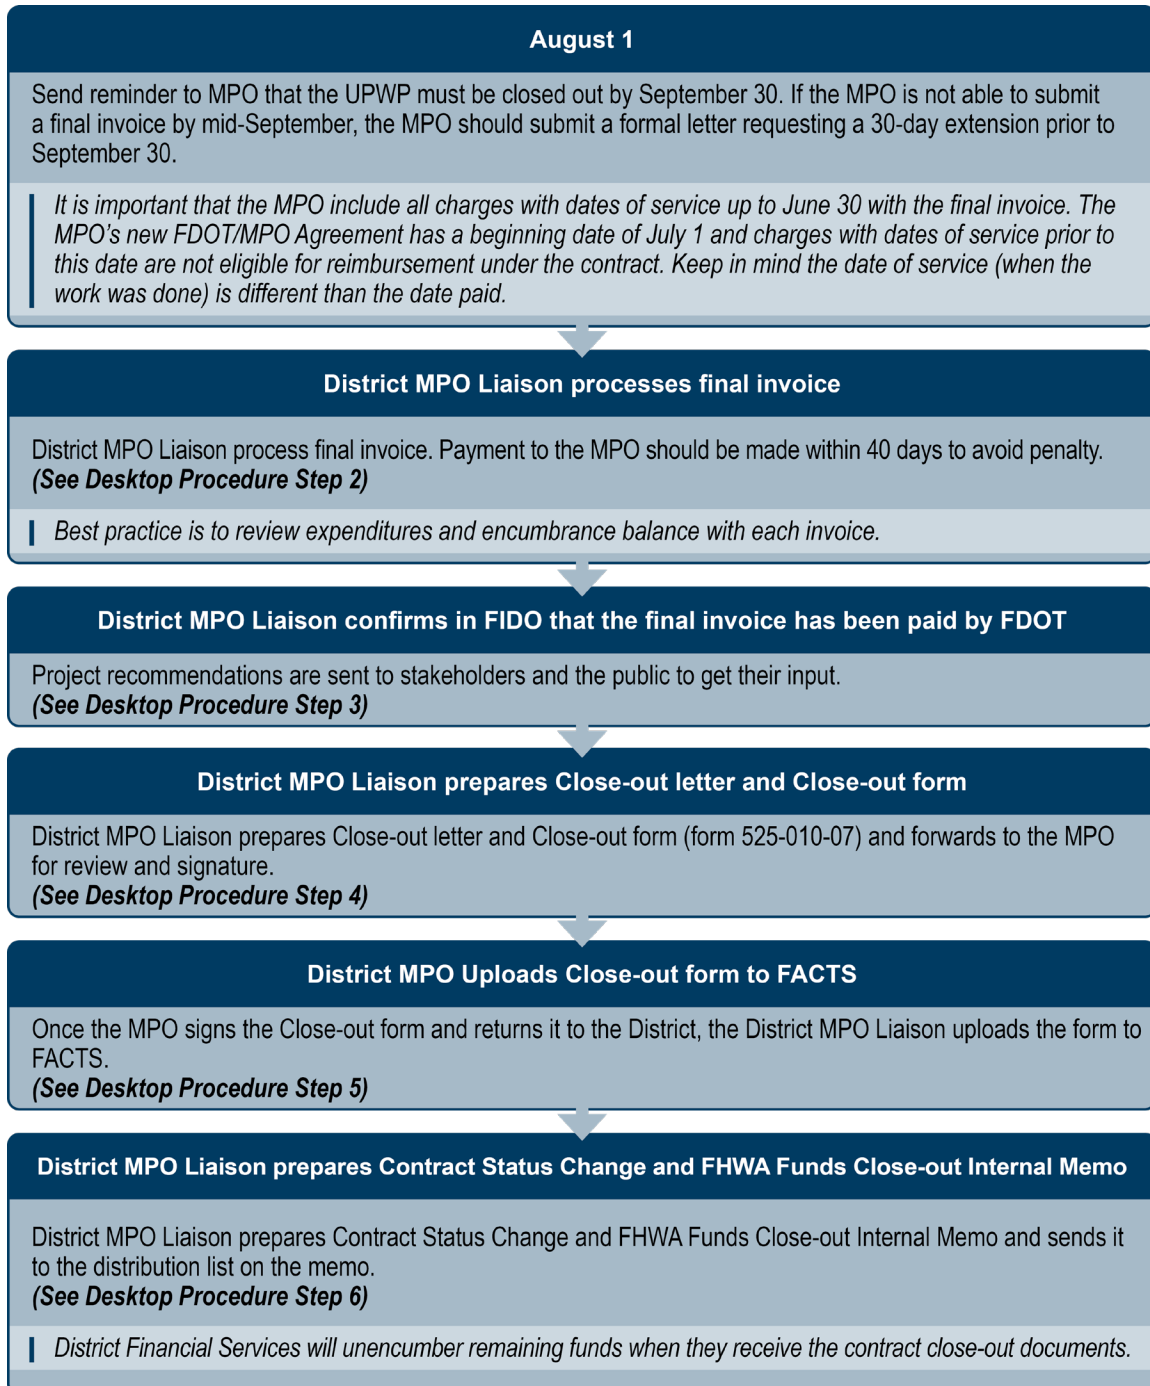 August 1
Send reminder to MPO that the UPWP must be closed out by September 30. If the MPO is not able to submit
a final invoice by mid-September, the MPO should submit a formal letter requesting a 30-day extension prior to
September 30.
It is important that the MPO include all charges with dates of service up to June 30 with the final invoice. The
MPO's new FDOT/MPO Agreement has a beginning date of July 1 and charges with dates of service prior to
this date are not eligible for reimbursement under the contract. Keep in mind the date of service (when the
work was done) is different than the date paid.
District MPO Liaison processes final invoice
District MPO Liaison process final invoice. Payment to the MPO should be made within 40 days to avoid penalty.
(See Desktop Procedure Step 2)
Best practice is to review expenditures and encumbrance balance with each invoice.
District MPO Liaison confirms in FIDO that the final invoice has been paid by FDOT
Project recommendations are sent to stakeholders and the public to get their input.
(See Desktop Procedure Step 3)
District MPO Liaison prepares Close-out letter and Close-out form
District MPO Liaison prepares Close-out letter and Close-out form (form 525-010-07) and forwards to the MPO
for review and signature.
(See Desktop Procedure Step 4)
District MPO Uploads Close-out form to FACTS
Once the MPO signs the Close-out form and returns it to the District, the District MPO Liaison uploads the form to
FACTS.
(See Desktop Procedure Step 5)
District MPO Liaison prepares Contract Status Change and FHWA Funds Close-out Internal Memo
District MPO Liaison prepares Contract Status Change and FHWA Funds Close-out Internal Memo and sends it
to the distribution list on the memo.
(See Desktop Procedure Step 6)
District Financial Services will unencumber remaining funds when they receive the contract close-out documents.